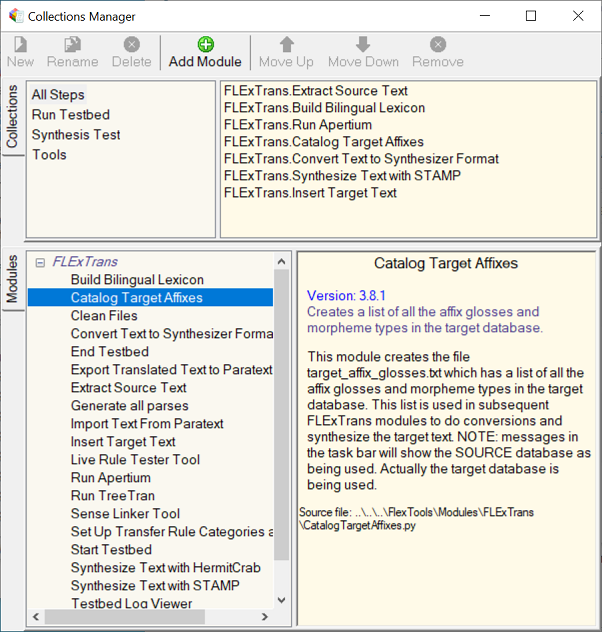 Collections Manager
New Rename Delete Add Module Move Up Move Down Remove
Collections
All Steps
Run Testbed
Synthesis Test
Tools
FLExTrans.Extract Source Text
FLExTrans.Build Bilingual Lexicon
FLExTrans.Run Apertium
FLExTrans.Catalog Target Affixes
FLExTrans.Convert Text to Synthesizer Format
FLExTrans.Synthesize Text with STAMP
FLExTrans.Insert Target Text
Modules
FLExTrans
Build Bilingual Lexicon
Catalog Target Affixes
Clean Files
Convert Text to Synthesizer Forma
End Testbed
Export Translated Text to Paratext
Extract Source Text
Generate all parses
Import Text From Paratext
Insert Target Text
Live Rule Tester Tool
Run Apertium
Run TreeTran
Sense Linker Tool
Set Up Transfer Rule Categories a
Start Testbed
Synthesize Text with HermitCrab
Synthesize Text with STAMP
Testbed Log Viewer
Catalog Target Affixes
Version: 3.8.1
Creates a list of all the affix glosses and
morpheme types in the target database.
This module creates the file
target_affix_glosses.txt which has a list of all the
affix glosses and morpheme types in the target
database. This list is used in subsequent
FLExTrans modules to do conversions and
synthesize the target text. NOTE: messages in
the task bar will show the SOURCE database as
being used. Actually the target database is
being used.
Source file: ..\..\..\FlexTools\Modules\FLExTrans
\CatalogTargetAffixes.py